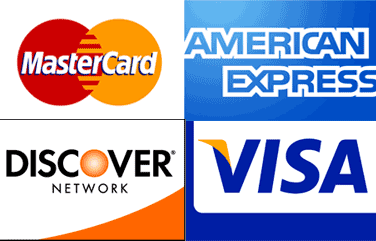 MasterCard
AMERICAN
EXPRESS
DISCOVER®
NETWORK
VISA